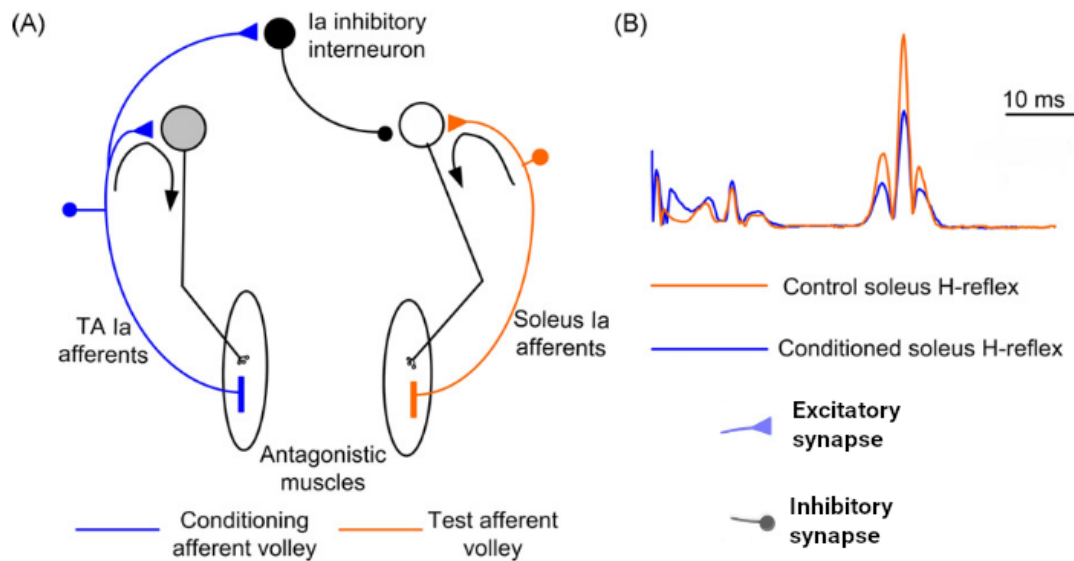 (A)
Ia inhibitory
interneuron
TA Ia
afferents
Soleus Ia
afferents
Antagonistic
muscles
Conditioning
afferent volley
Test afferent
volley
(B)
10 ms
Control soleus H-reflex
Conditioned soleus H-reflex
Excitatory
synapse
Inhibitory
synapse